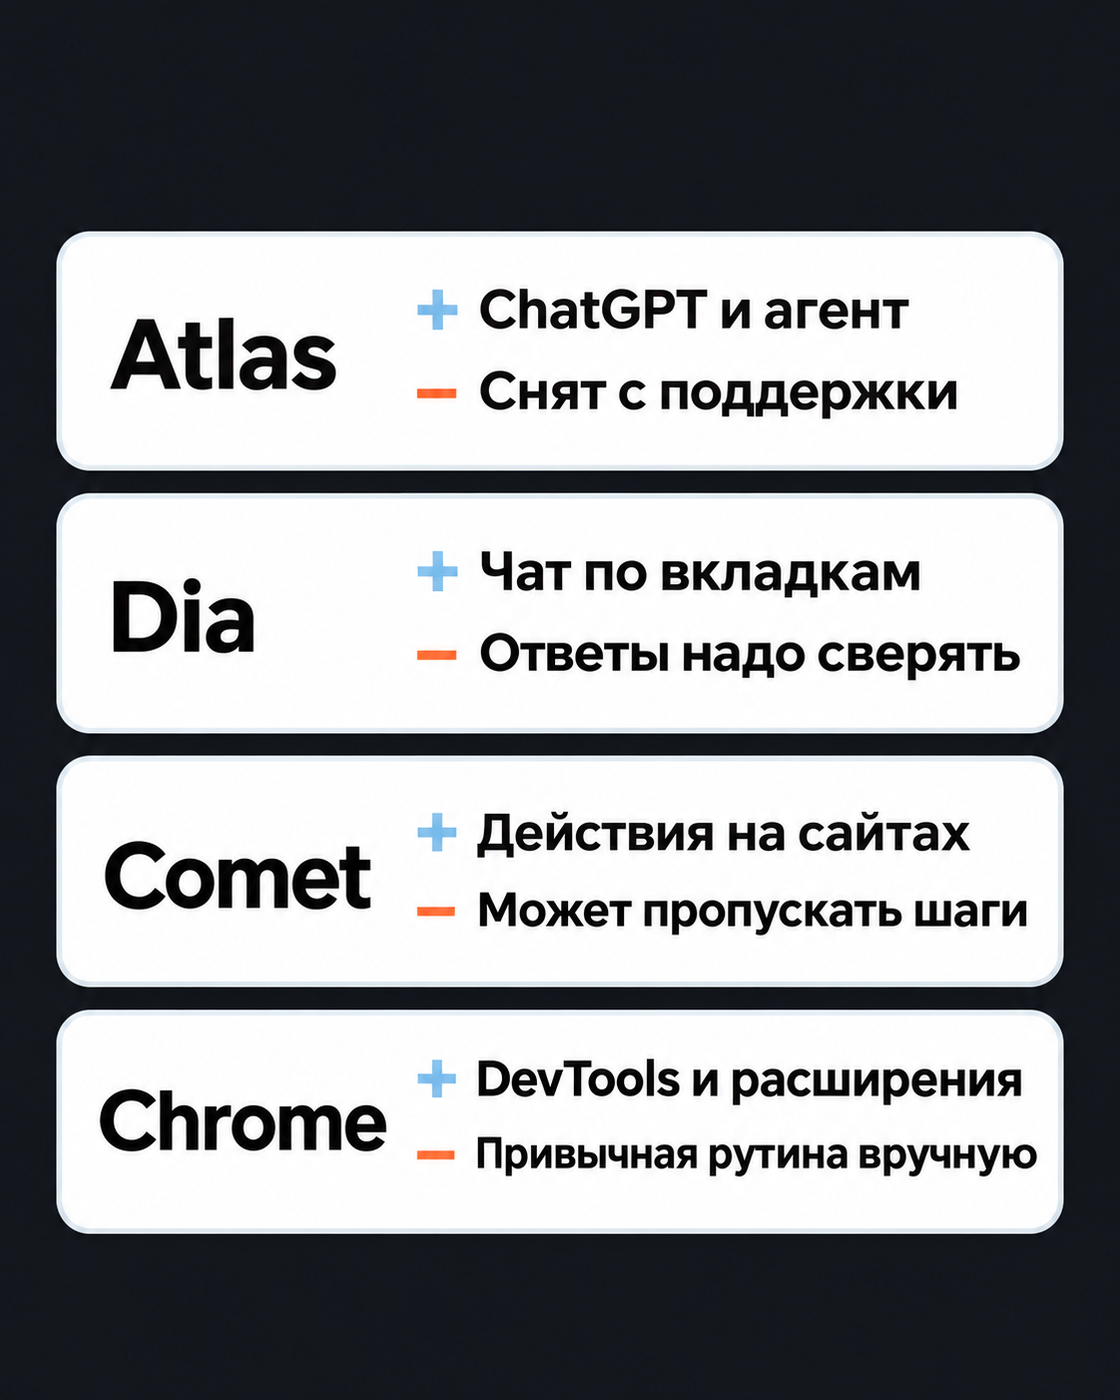 Atlas
+ ChatGPT и агент
− Снят с поддержки
Dia
+ Чат по вкладкам
− Ответы надо сверять
Comet
+ Действия на сайтах
− Может пропускать шаги
Chrome
+ DevTools и расширения
− Привычная рутина вручную